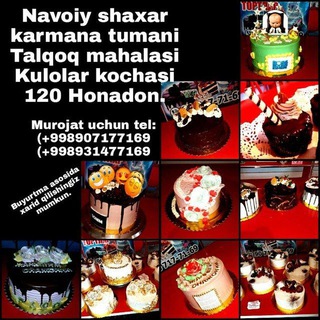 Navoiy shaxar
karmana tumani
Talqoq mahalasi
Kulolar kochasi
120 Honadon.
Murojat uchun tel:
(+998907177169
(+998931477169
Buyurtma asosida
xarid qilishingiz
mumkun.